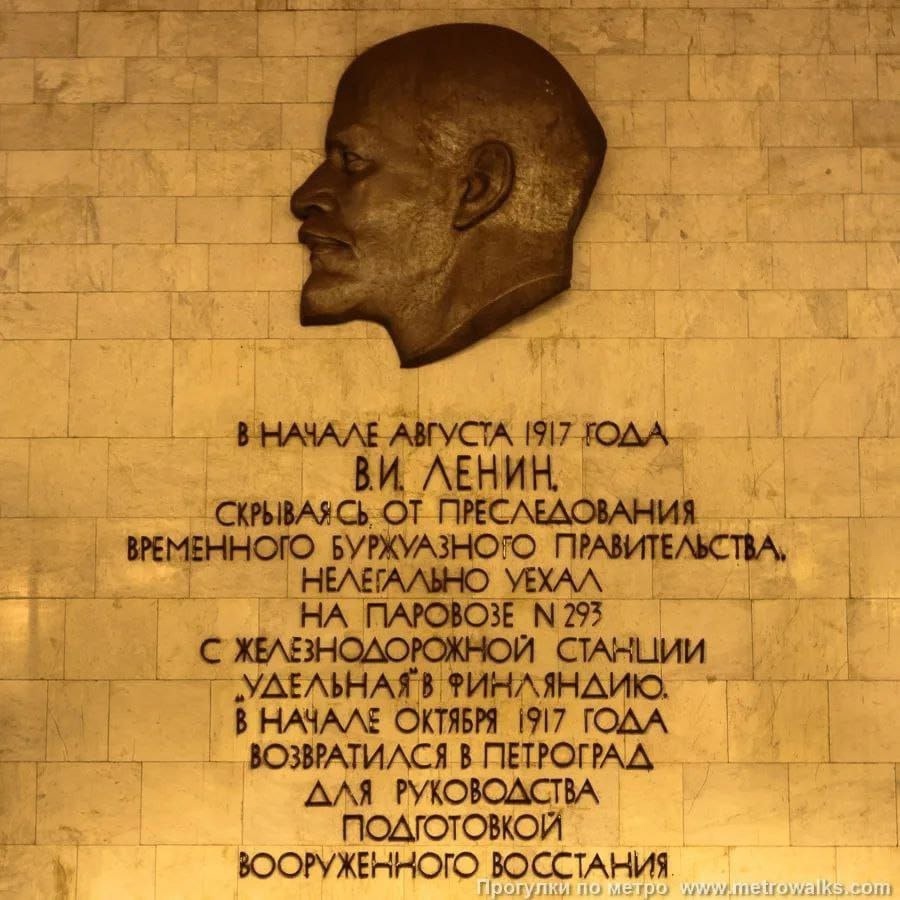 В НАЧАЛЕ АВГУСТА 1917 ГОДА
В.И. ЛЕНИН,
СКРЫВАЯСЬ ОТ ПРЕСЛЕДОВАНИЯ
ВРЕМЕННОГО БУРЖУАЗНОГО ПРАВИТЕЛЬСТВА,
НЕЛЕГАЛЬНО УЕХАЛ
НА ПАРОВОЗЕ N 293
С ЖЕЛЕЗНОДОРОЖНОЙ СТАНЦИИ
„УДЕЛЬНАЯ“ В ФИНЛЯНДИЮ.
В НАЧАЛЕ ОКТЯБРЯ 1917 ГОДА
ВОЗВРАТИЛСЯ В ПЕТРОГРАД
ДЛЯ РУКОВОДСТВА
ПОДГОТОВКОЙ
ВООРУЖЕННОГО ВОССТАНИЯ
Прогулки по метро www.metrowalks.com